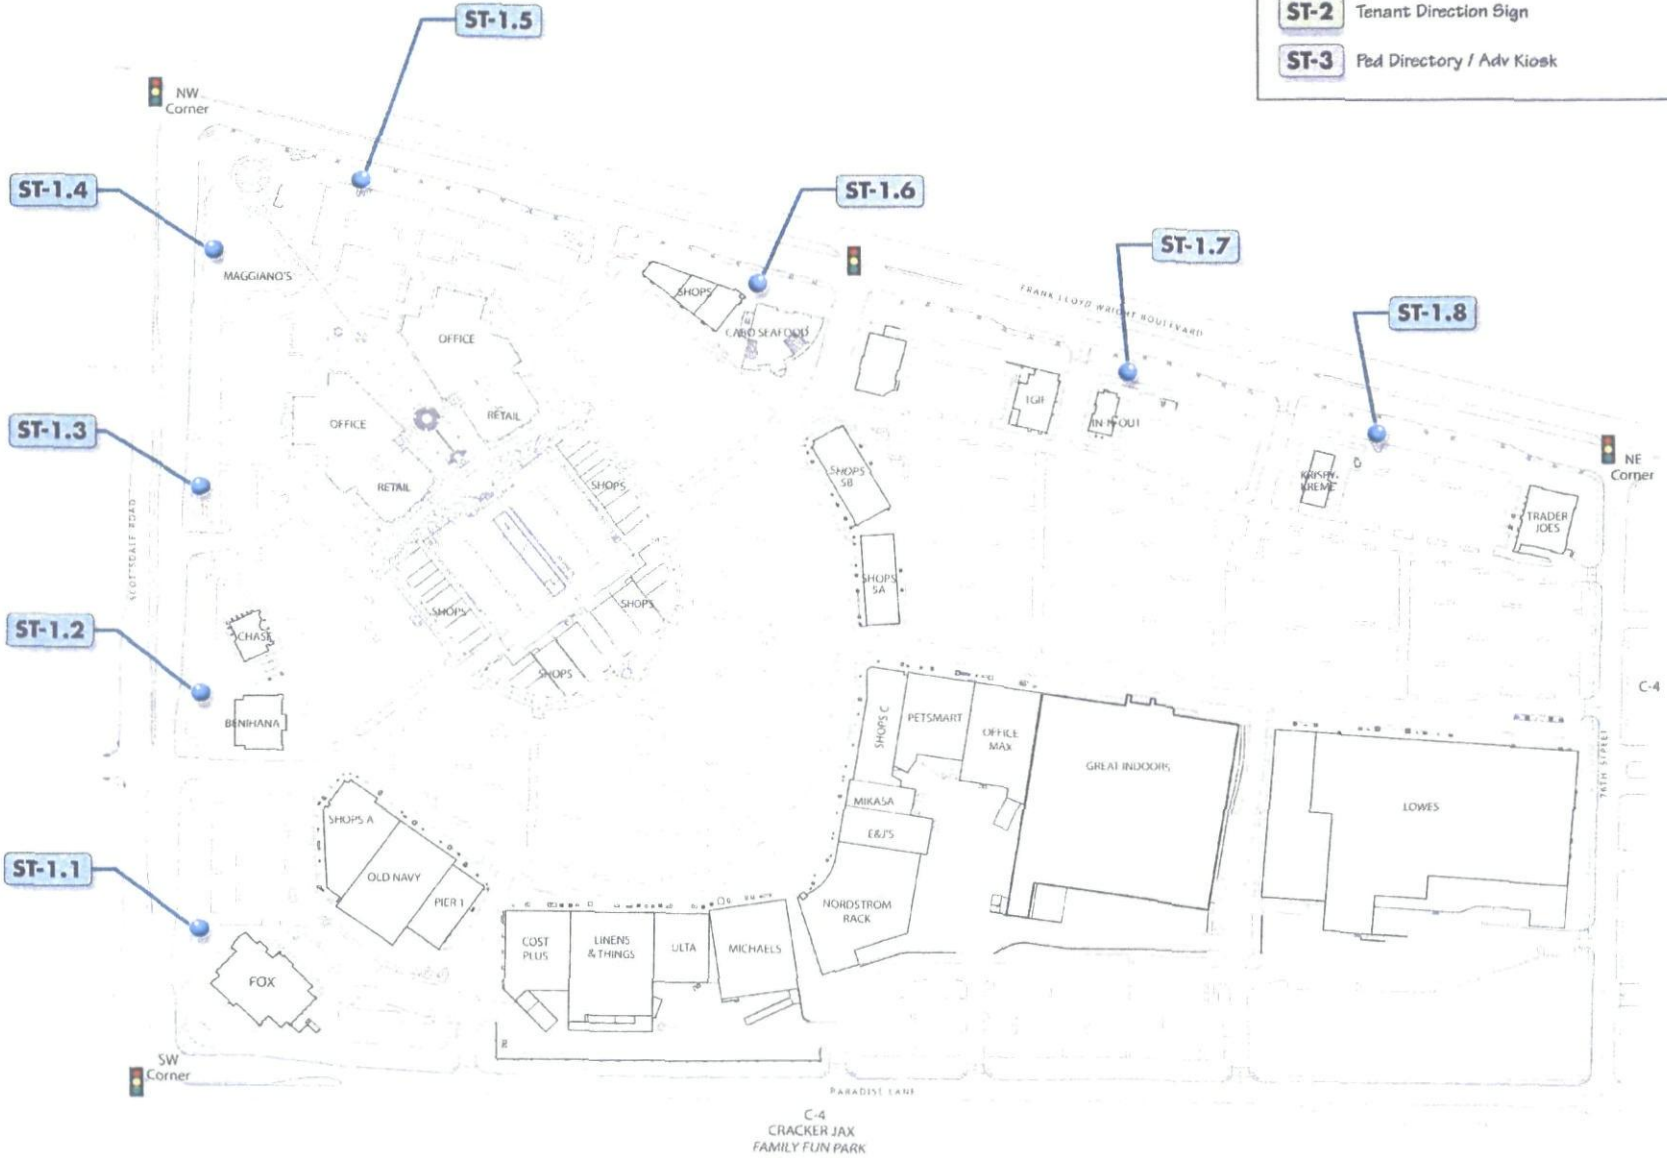 ST-2 Tenant Direction Sign
ST-3 Ped Directory / Adv Kiosk
ST-1.5
NW
Corner
ST-1.4
ST-1.6
ST-1.7
ST-1.8
MAGGIANO'S
SHOPS
CABO SEAFOOD
FRANK LLOYD WRIGHT BOULEVARD
OFFICE
RETAIL
OFFICE
RETAIL
TGIF
IN-N-OUT
KRISPY
KREME
NE
Corner
TRADER
JOES
ST-1.3
SCOTTSDALE ROAD
SHOPS
SHOPS
5B
SHOPS
5A
SHOPS
SHOPS
SHOPS
ST-1.2
CHASE
BENIHANA
C-4
76TH STREET
SHOPS C
PETSMART
OFFICE
MAX
GREAT INDOORS
LOWES
MIKASA
E&J'S
NORDSTROM
RACK
SHOPS A
OLD NAVY
PIER 1
ST-1.1
FOX
COST
PLUS
LINENS
& THINGS
ULTA
MICHAELS
SW
Corner
PARADISE LANE
C-4
CRACKER JAX
FAMILY FUN PARK